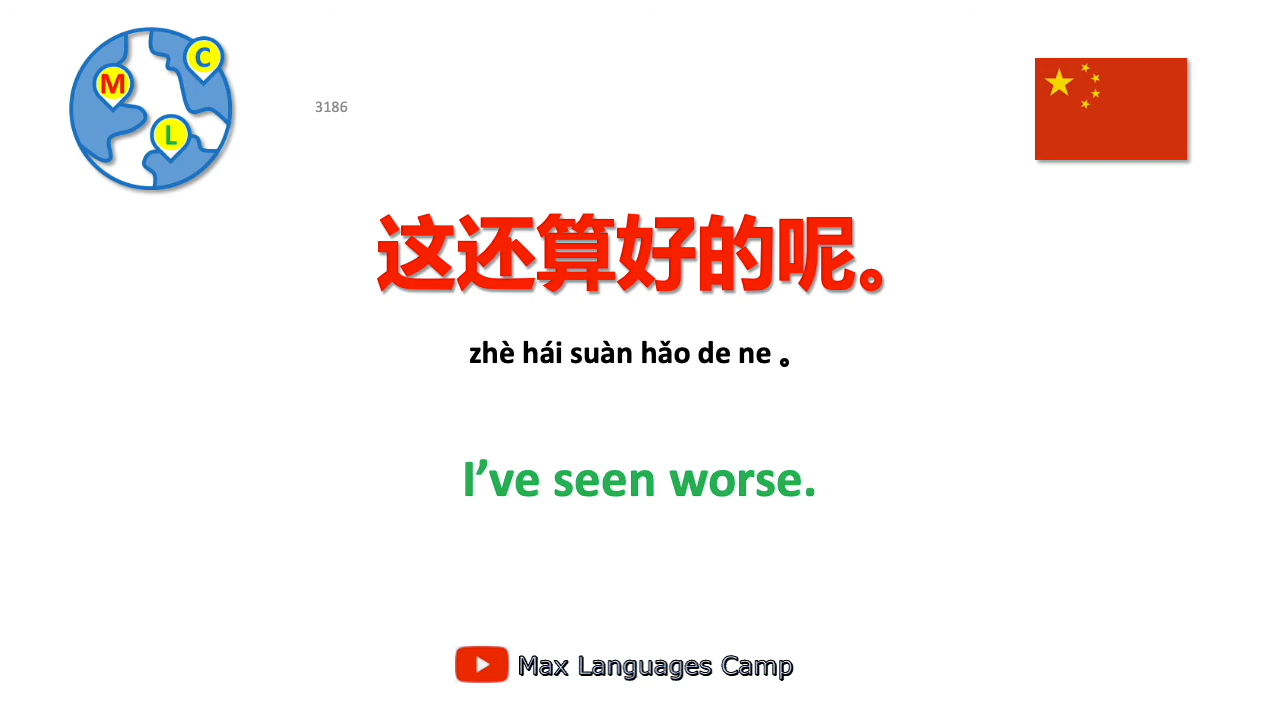 M
C
L
3186
这还算好的呢。
zhè hái suàn hǎo de ne 。
I’ve seen worse.
Max Languages Camp